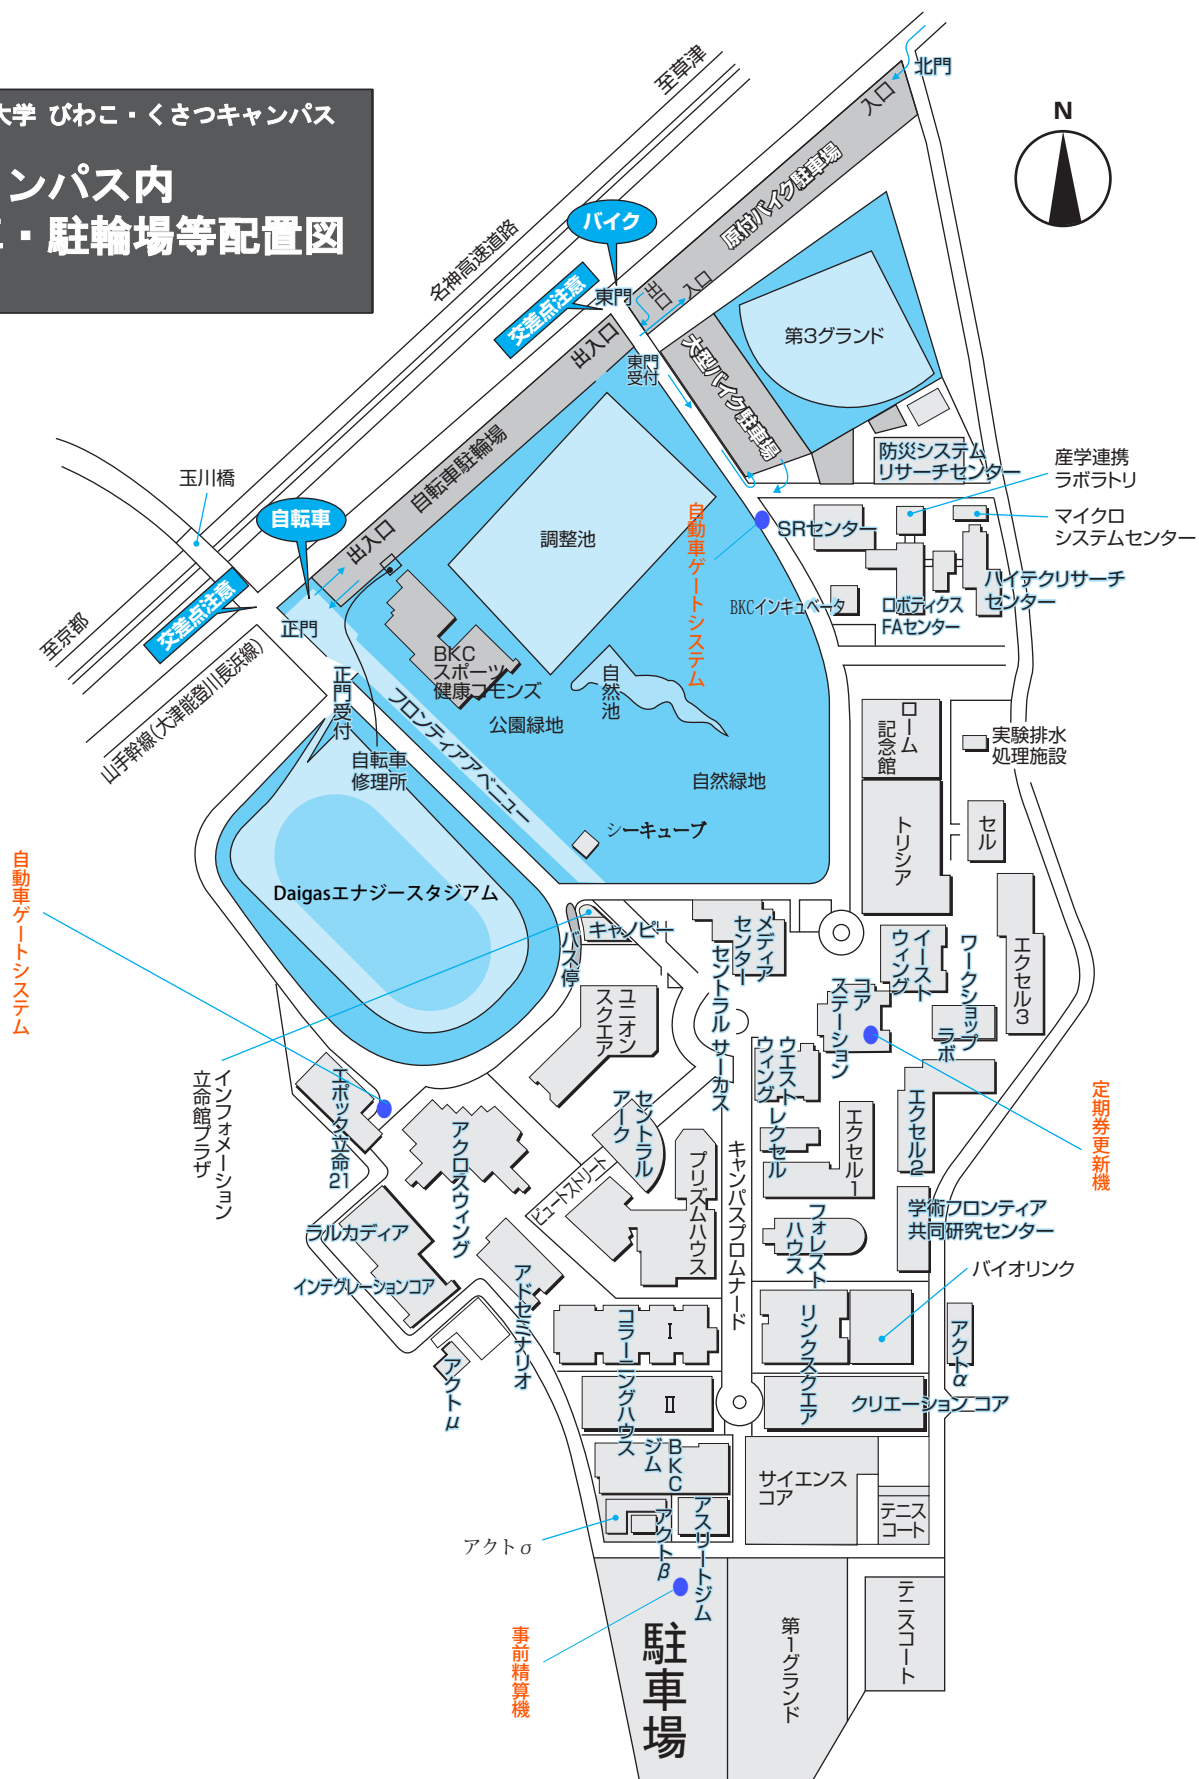 大学 びわこ・くさつキャンパス
ンパス内
・駐輪場等配置図
至草津
北門
入口
N
原付バイク駐車場
バイク
名神高速道路
東門
出口
入口
交差点注意
出入口
東門
受付
大型バイク駐車場
第3グランド
自転車駐輪場
防災システム
リサーチセンター
産学連携
ラボラトリ
マイクロ
システムセンター
玉川橋
自転車
出入口
調整池
自動車ゲートシステム
SRセンター
ハイテクリサーチ
センター
BKCインキュベータ
ロボティクス
FAセンター
交差点注意
至京都
正門
山手幹線(大津能登川長浜線)
正門受付
BKC
スポーツ
健康コモンズ
自然池
公園緑地
フロンティアアベニュー
自転車
修理所
自然緑地
ローム
記念館
実験排水
処理施設
シーキューブ
トリシア
セル
自動車ゲートシステム
Daigasエナジースタジアム
キャノピー
バス停
メディア
センター
セントラル サーカス
イースト
ウィング
ワークショップ
ラボ
エクセル3
コア
ステーション
ユニオン
スクエア
ウエスト
ウィング
インフォメーション
立命館プラザ
エポック立命21
アクロスウィング
セントラル
アーク
レクセル
エクセル1
エクセル2
定期券更新機
プリズムハウス
キャンパスプロムナード
ビュートストリート
ラルカディア
学術フロンティア
共同研究センター
フォレスト
ハウス
バイオリンク
インテグレーションコア
アドセミナリオ
コラーニングハウス
I
II
リンクスクエア
アクトα
アクトμ
クリエーション コア
BKC
ジム
サイエンス
コア
テニス
コート
アクトσ
アクトβ
アスリートジム
事前精算機
駐車場
第1グランド
テニスコート